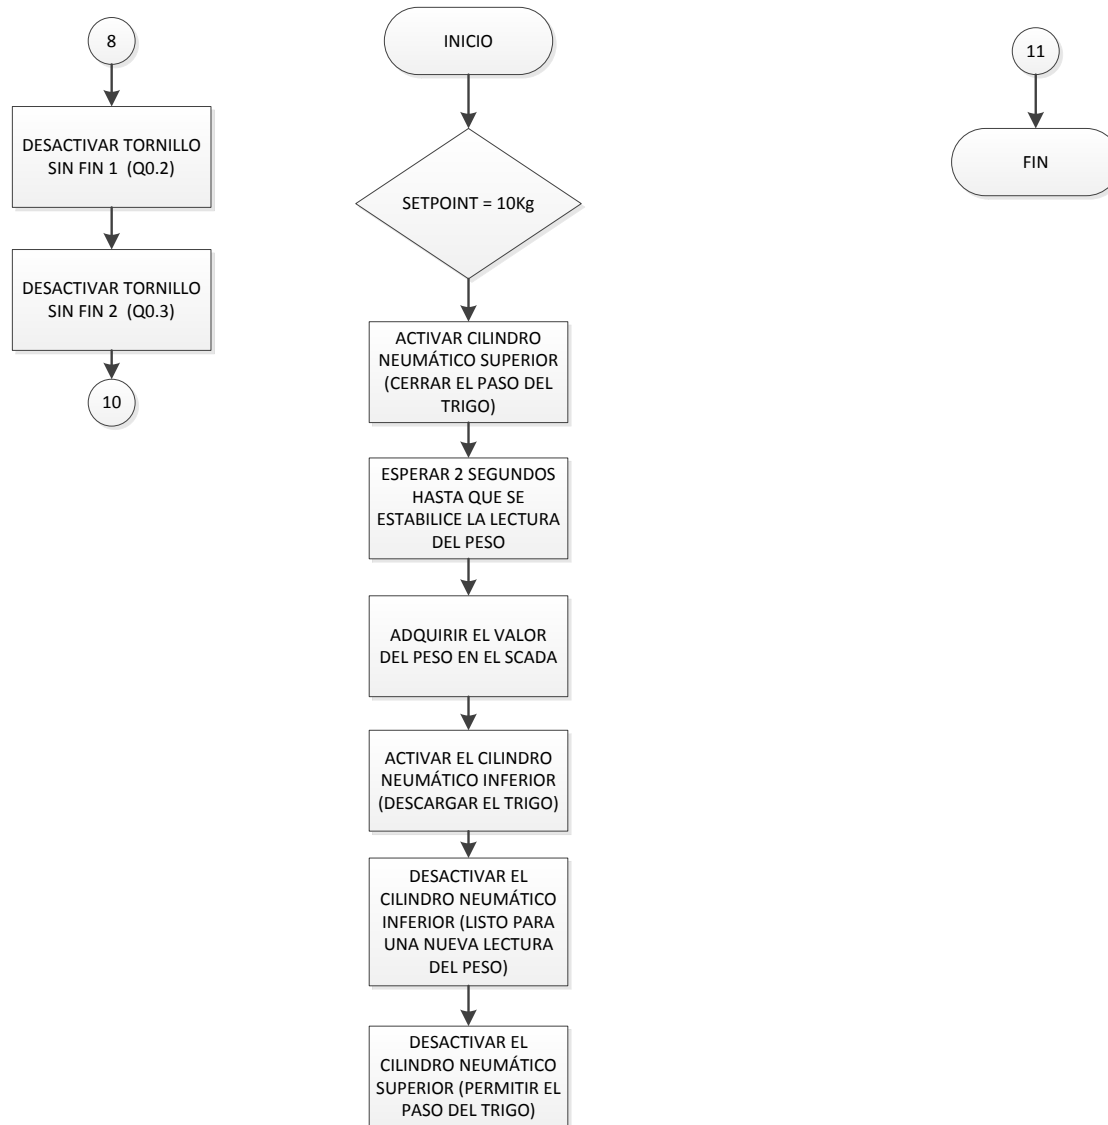 8
DESACTIVAR TORNILLO
SIN FIN 1 (Q0.2)
DESACTIVAR TORNILLO
SIN FIN 2 (Q0.3)
10
INICIO
SETPOINT = 10Kg
ACTIVAR CILINDRO
NEUMÁTICO SUPERIOR
(CERRAR EL PASO DEL
TRIGO)
ESPERAR 2 SEGUNDOS
HASTA QUE SE
ESTABILICE LA LECTURA
DEL PESO
ADQUIRIR EL VALOR
DEL PESO EN EL SCADA
ACTIVAR EL CILINDRO
NEUMÁTICO INFERIOR
(DESCARGAR EL TRIGO)
DESACTIVAR EL
CILINDRO NEUMÁTICO
INFERIOR (LISTO PARA
UNA NUEVA LECTURA
DEL PESO)
DESACTIVAR EL
CILINDRO NEUMÁTICO
SUPERIOR (PERMITIR EL
PASO DEL TRIGO)
11
FIN